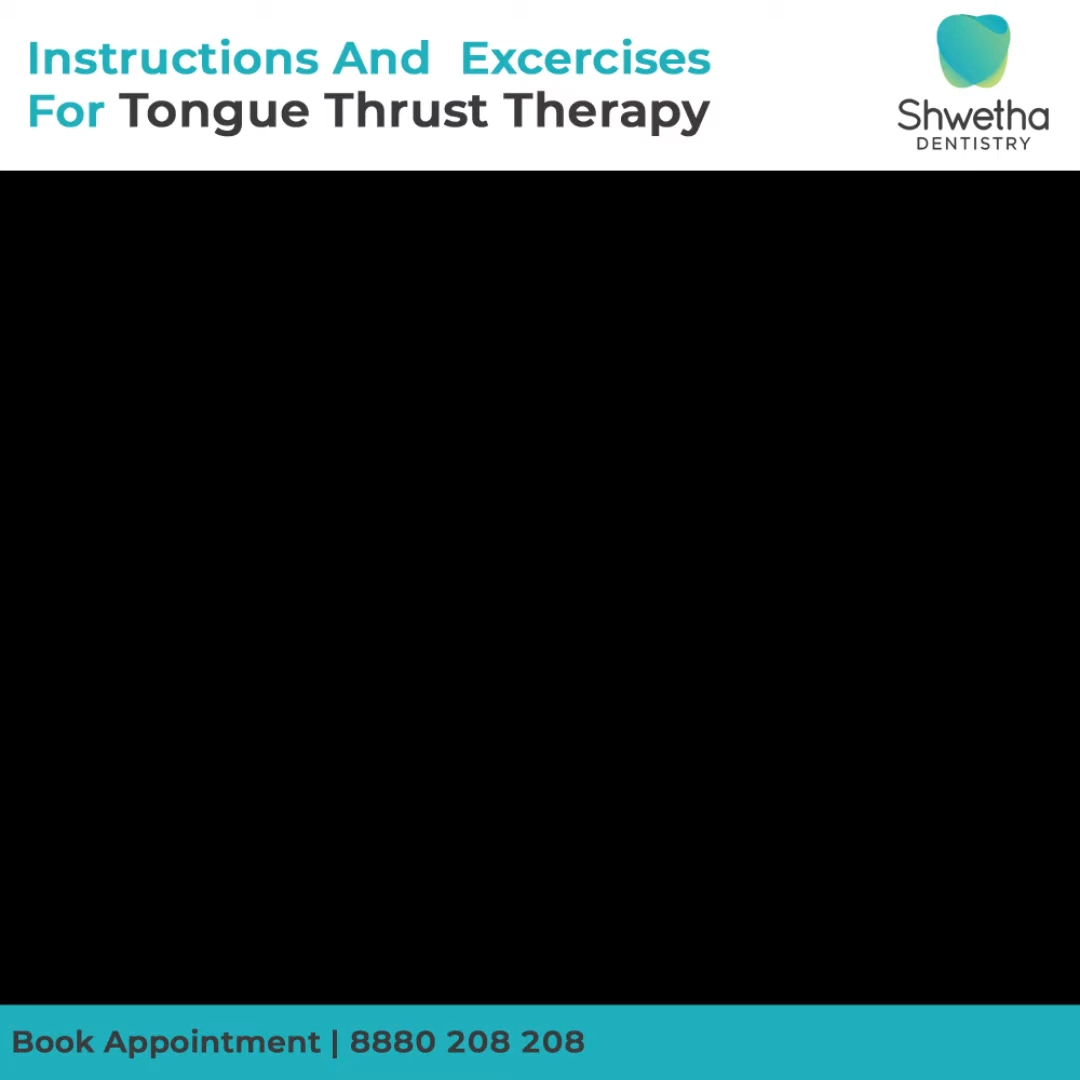 Instructions And  Excercises
For Tongue Thrust Therapy
Shwetha
DENTISTRY
Book Appointment | 8880 208 208